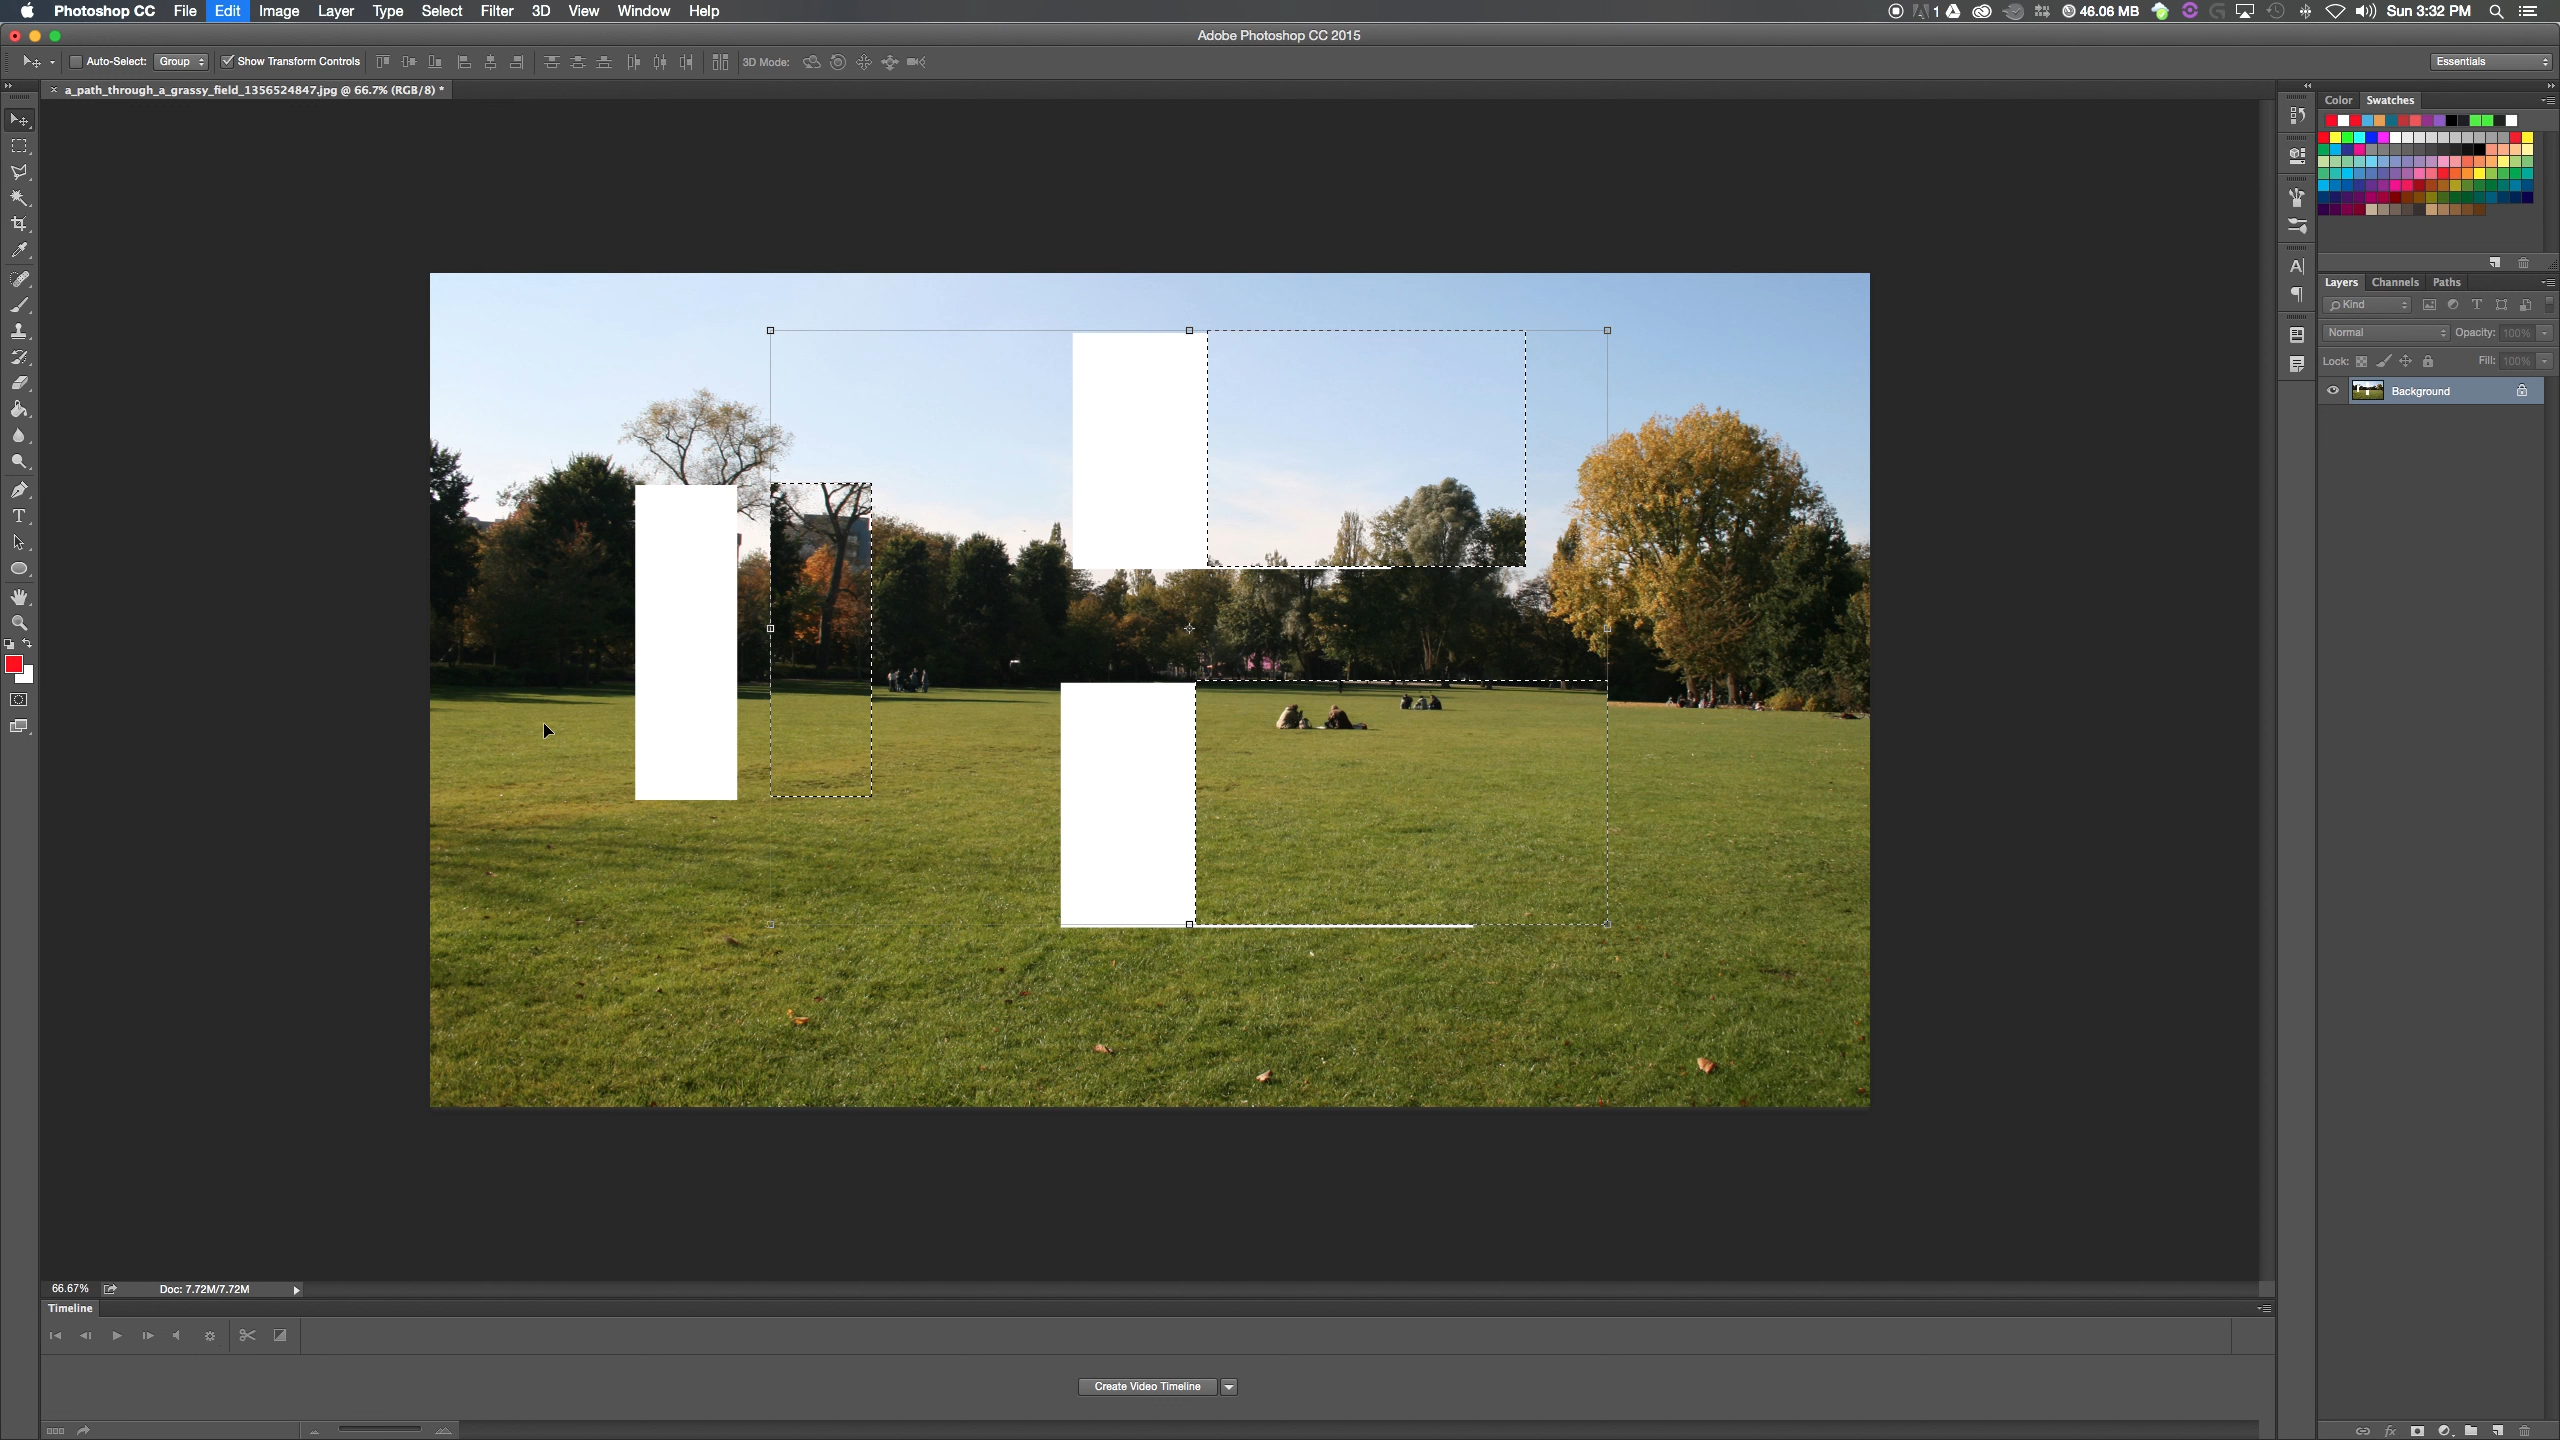 Photoshop CC File Edit Image Layer Type Select Filter 3D View Window Help 1 46.06 MB Sun 3:32 PM
Adobe Photoshop CC 2015
Auto-Select: Group Show Transform Controls 3D Mode: Essentials
× a_path_through_a_grassy_field_1356524847.jpg @ 66.7% (RGB/8) *
Color Swatches
Layers Channels Paths
Kind
Normal Opacity: 100%
Lock: Fill: 100%
Background
66.67% Doc: 7.72M/7.72M
Timeline
Create Video Timeline
fx